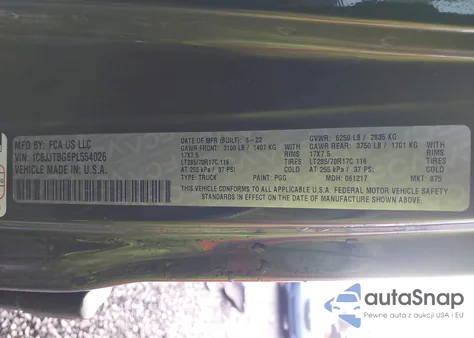 MFD BY: FCA US LLC
VIN: 1C6JJTBG6PL554026
VEHICLE MADE IN: U.S.A.
DATE OF MFR (BUILT): 6-22
GAWR FRONT: 3100 LB / 1407 KG
WITH
17X7.5 RIMS
LT285/70R17C 116 TIRES
AT 255 kPa / 37 PSI
GVWR: 6250 LB / 2835 KG
GAWR REAR: 3750 LB / 1701 KG
WITH
17X7.5 RIMS
LT285/70R17C 116 TIRES
AT 255 kPa / 37 PSI
TYPE: TRUCK PAINT: PGG MDH: 061217 MKT: 875
THIS VEHICLE CONFORMS TO ALL APPLICABLE U.S.A. FEDERAL MOTOR VEHICLE SAFETY
STANDARDS IN EFFECT ON THE DATE OF MANUFACTURE SHOWN ABOVE.
autoSnap
Pewne auta z aukcji USA i EU